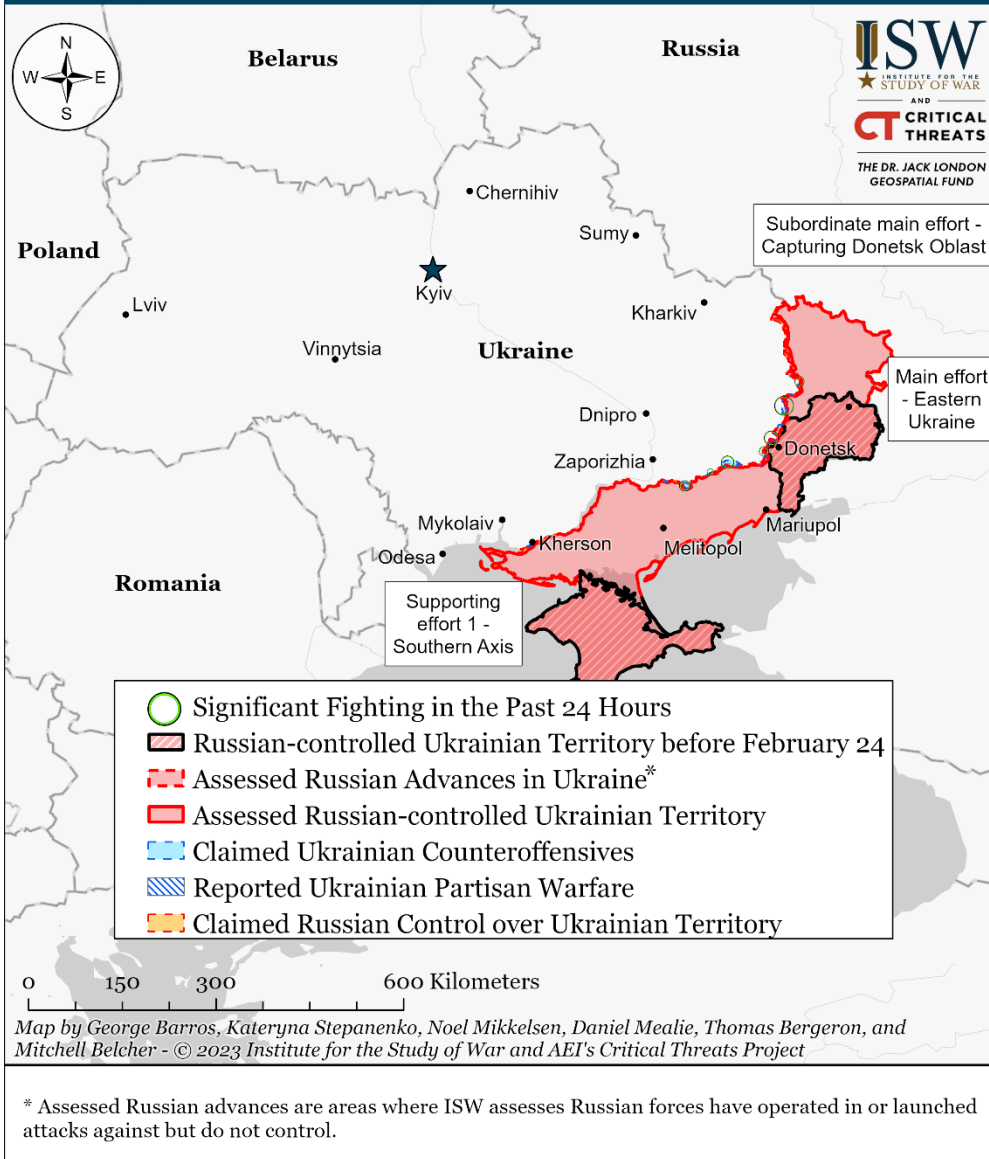 N
W
E
S
Belarus
Russia
ISW
INSTITUTE FOR THE
STUDY OF WAR
AND
CT CRITICAL
THREATS
THE DR. JACK LONDON
GEOSPATIAL FUND
Chernihiv
Subordinate main effort -
Capturing Donetsk Oblast
Sumy
Poland
Kyiv
Lviv
Kharkiv
Vinnytsia
Ukraine
Main effort
- Eastern
Ukraine
Dnipro
Donetsk
Zaporizhia
Mariupol
Mykolaiv
Kherson
Melitopol
Odesa
Romania
Supporting
effort 1 -
Southern Axis
Significant Fighting in the Past 24 Hours
Russian-controlled Ukrainian Territory before February 24
Assessed Russian Advances in Ukraine*
Assessed Russian-controlled Ukrainian Territory
Claimed Ukrainian Counteroffensives
Reported Ukrainian Partisan Warfare
Claimed Russian Control over Ukrainian Territory
0 150 300 600 Kilometers
Map by George Barros, Kateryna Stepanenko, Noel Mikkelsen, Daniel Mealie, Thomas Bergeron, and
Mitchell Belcher - © 2023 Institute for the Study of War and AEI's Critical Threats Project
* Assessed Russian advances are areas where ISW assesses Russian forces have operated in or launched
attacks against but do not control.